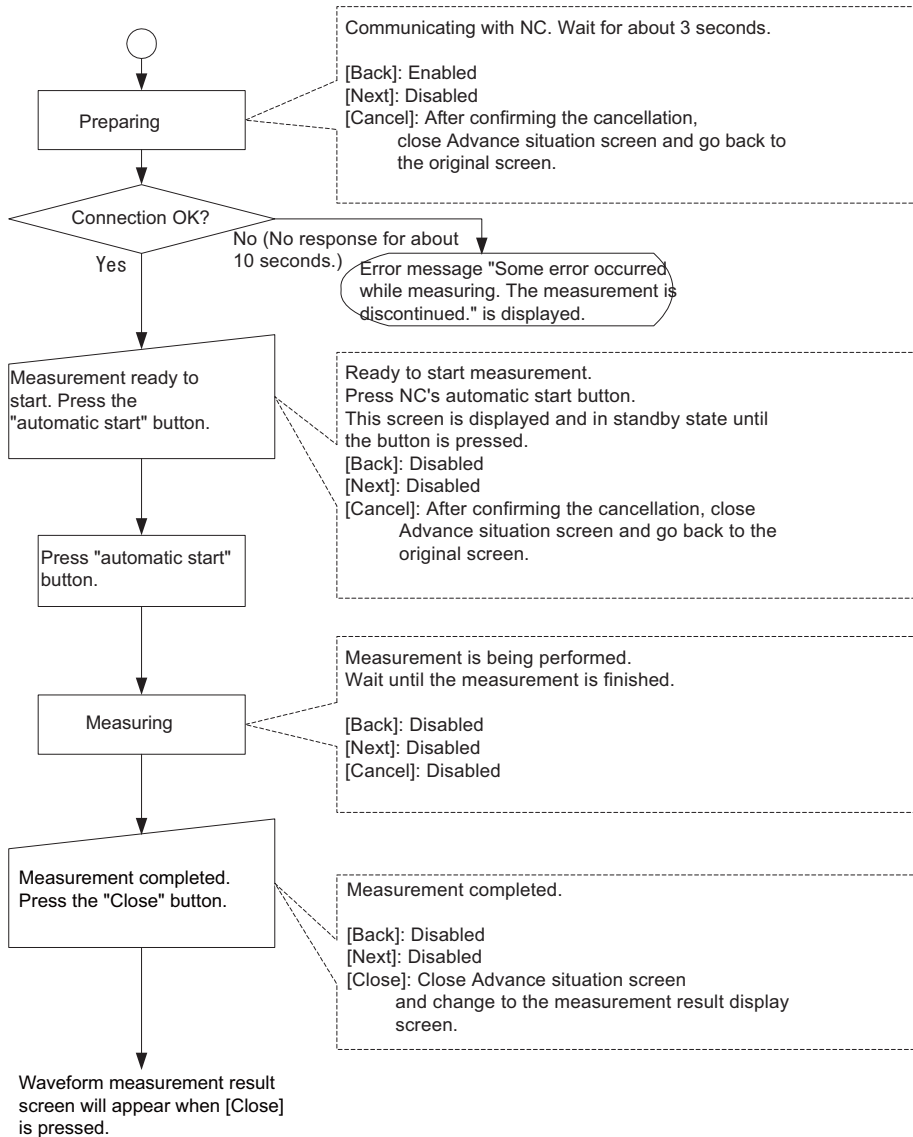 Communicating with NC. Wait for about 3 seconds.
[Back]: Enabled
[Next]: Disabled
[Cancel]: After confirming the cancellation,
close Advance situation screen and go back to
the original screen.
Preparing
Connection OK?
No (No response for about
10 seconds.)
Yes
Error message "Some error occurred
while measuring. The measurement is
discontinued." is displayed.
Measurement ready to
start. Press the
"automatic start" button.
Ready to start measurement.
Press NC's automatic start button.
This screen is displayed and in standby state until
the button is pressed.
[Back]: Disabled
[Next]: Disabled
[Cancel]: After confirming the cancellation, close
Advance situation screen and go back to the
original screen.
Press "automatic start"
button.
Measurement is being performed.
Wait until the measurement is finished.
[Back]: Disabled
[Next]: Disabled
[Cancel]: Disabled
Measuring
Measurement completed.
Press the "Close" button.
Measurement completed.
[Back]: Disabled
[Next]: Disabled
[Close]: Close Advance situation screen
and change to the measurement result display
screen.
Waveform measurement result
screen will appear when [Close]
is pressed.